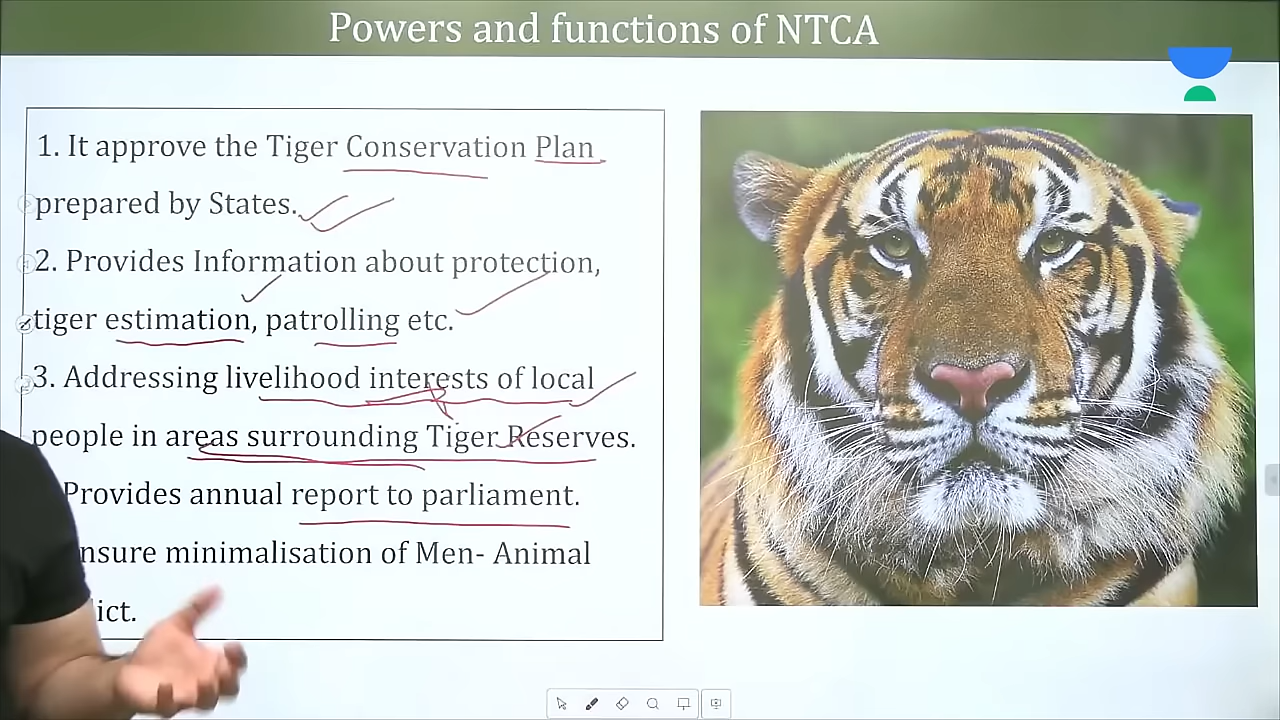 Powers and functions of NTCA
1. It approve the Tiger Conservation Plan
prepared by States.
2. Provides Information about protection,
tiger estimation, patrolling etc.
3. Addressing livelihood interests of local
people in areas surrounding Tiger Reserves.
Provides annual report to parliament.
nsure minimalisation of Men- Animal
ict.